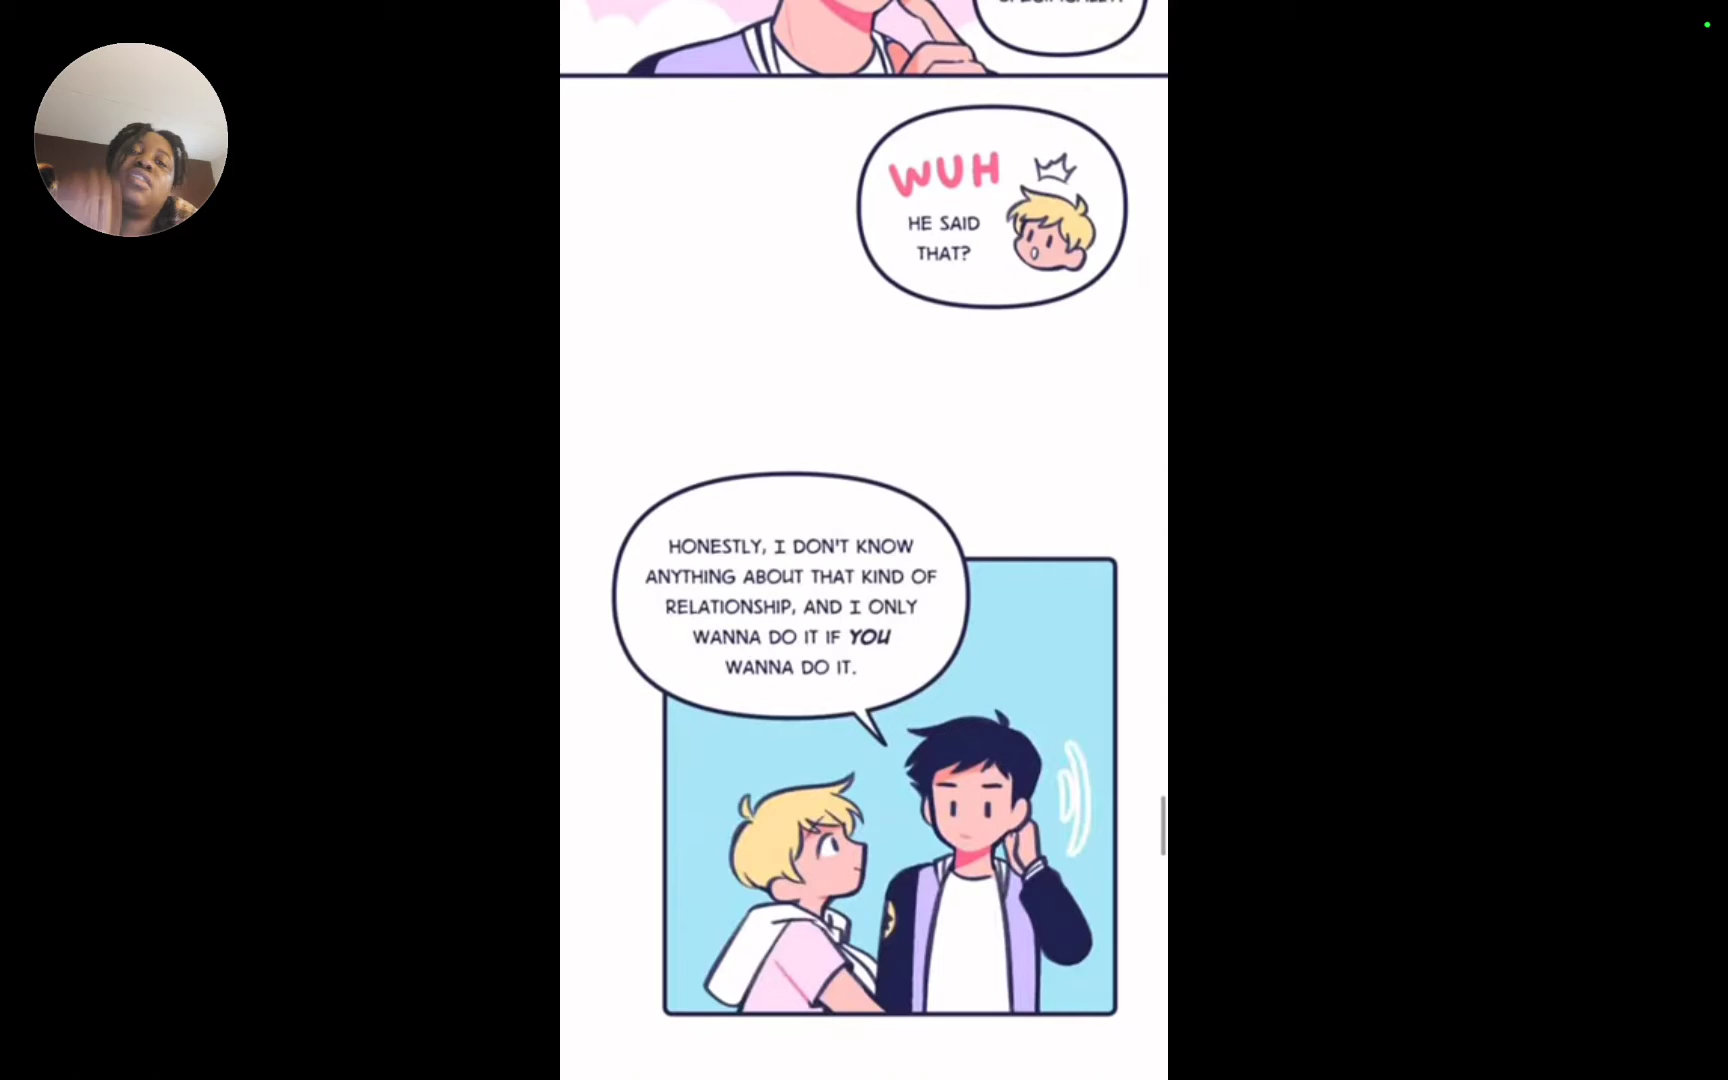 WUH
HE SAID
THAT?
HONESTLY, I DON'T KNOW
ANYTHING ABOUT THAT KIND OF
RELATIONSHIP, AND I ONLY
WANNA DO IT IF YOU
WANNA DO IT.